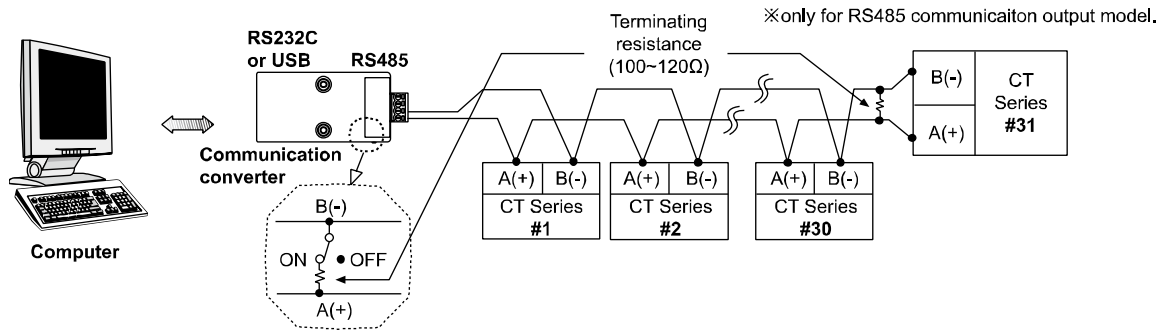 ※only for RS485 communicaiton output model.
RS232C
or USB
RS485
Terminating
resistance
(100~120Ω)
Communication
converter
Computer
B(-)
ON
OFF
A(+)
A(+)
B(-)
CT Series
#1
A(+)
B(-)
CT Series
#2
A(+)
B(-)
CT Series
#30
B(-)
A(+)
CT
Series
#31